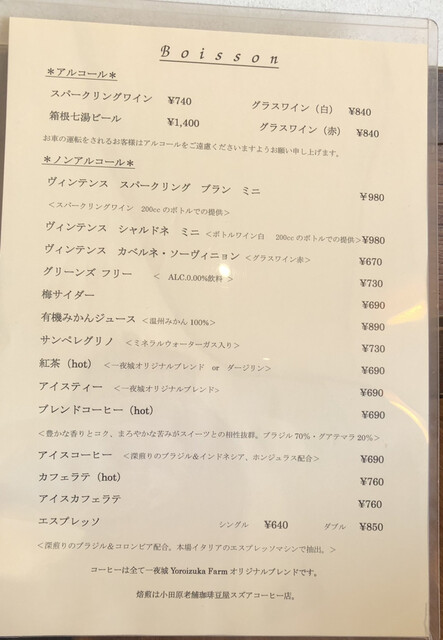 Boisson
＊アルコール＊
スパークリングワイン ¥740 グラスワイン（白） ¥840
箱根七湯ビール ¥1,400 グラスワイン（赤） ¥840
お車の運転をされるお客様はアルコールをご遠慮くださいますようお願い申し上げます。
＊ノンアルコール＊
ヴィンテンス スパークリング ブラン ミニ ¥980
＜スパークリングワイン 200ccのボトルでの提供＞
ヴィンテンス シャルドネ ミニ ＜ボトルワイン白 200ccのボトルでの提供＞ ¥980
ヴィンテンス カベルネ・ソーヴィニョン ＜グラスワイン赤＞ ¥670
グリーンズ フリー ＜ ALC.0.00%飲料 ＞ ¥730
梅サイダー ¥690
有機みかんジュース ＜温州みかん 100%＞ ¥890
サンペレグリノ ＜ミネラルウォーターガス入り＞ ¥730
紅茶（hot） ＜一夜城オリジナルブレンド or ダージリン＞ ¥690
アイスティー ＜一夜城オリジナルブレンド＞ ¥690
ブレンドコーヒー（hot） ¥690
＜豊かな香りとコク、まろやかな苦みがスイーツとの相性抜群。ブラジル 70%・グアテマラ 20%＞
アイスコーヒー ＜深煎りのブラジル＆インドネシア、ホンジュラス配合＞ ¥690
カフェラテ（hot） ¥760
アイスカフェラテ ¥760
エスプレッソ シングル ¥640 ダブル ¥850
＜深煎りのブラジル＆コロンビア配合。本場イタリアのエスプレッソマシンで抽出。＞
コーヒーは全て一夜城 Yoroizuka Farm オリジナルブレンドです。
焙煎は小田原老舗珈琲豆屋スズアコーヒー店。